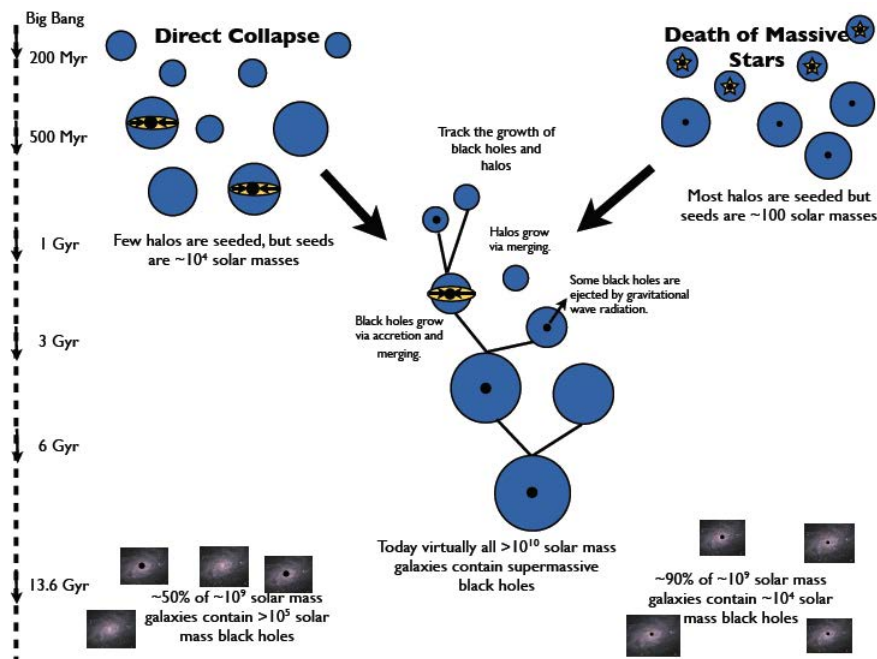 Big Bang
200 Myr
500 Myr
1 Gyr
3 Gyr
6 Gyr
13.6 Gyr
Direct Collapse
Few halos are seeded, but seeds
are ~10⁴ solar masses
Death of Massive
Stars
Most halos are seeded but
seeds are ~100 solar masses
Track the growth of
black holes and
halos
Halos grow
via merging.
Some black holes are
ejected by gravitational
wave radiation.
Black holes grow
via accretion and
merging.
Today virtually all >10¹⁰ solar mass
galaxies contain supermassive
black holes
~50% of ~10⁹ solar mass
galaxies contain >10⁵ solar
mass black holes
~90% of ~10⁹ solar mass
galaxies contain ~10⁴ solar
mass black holes